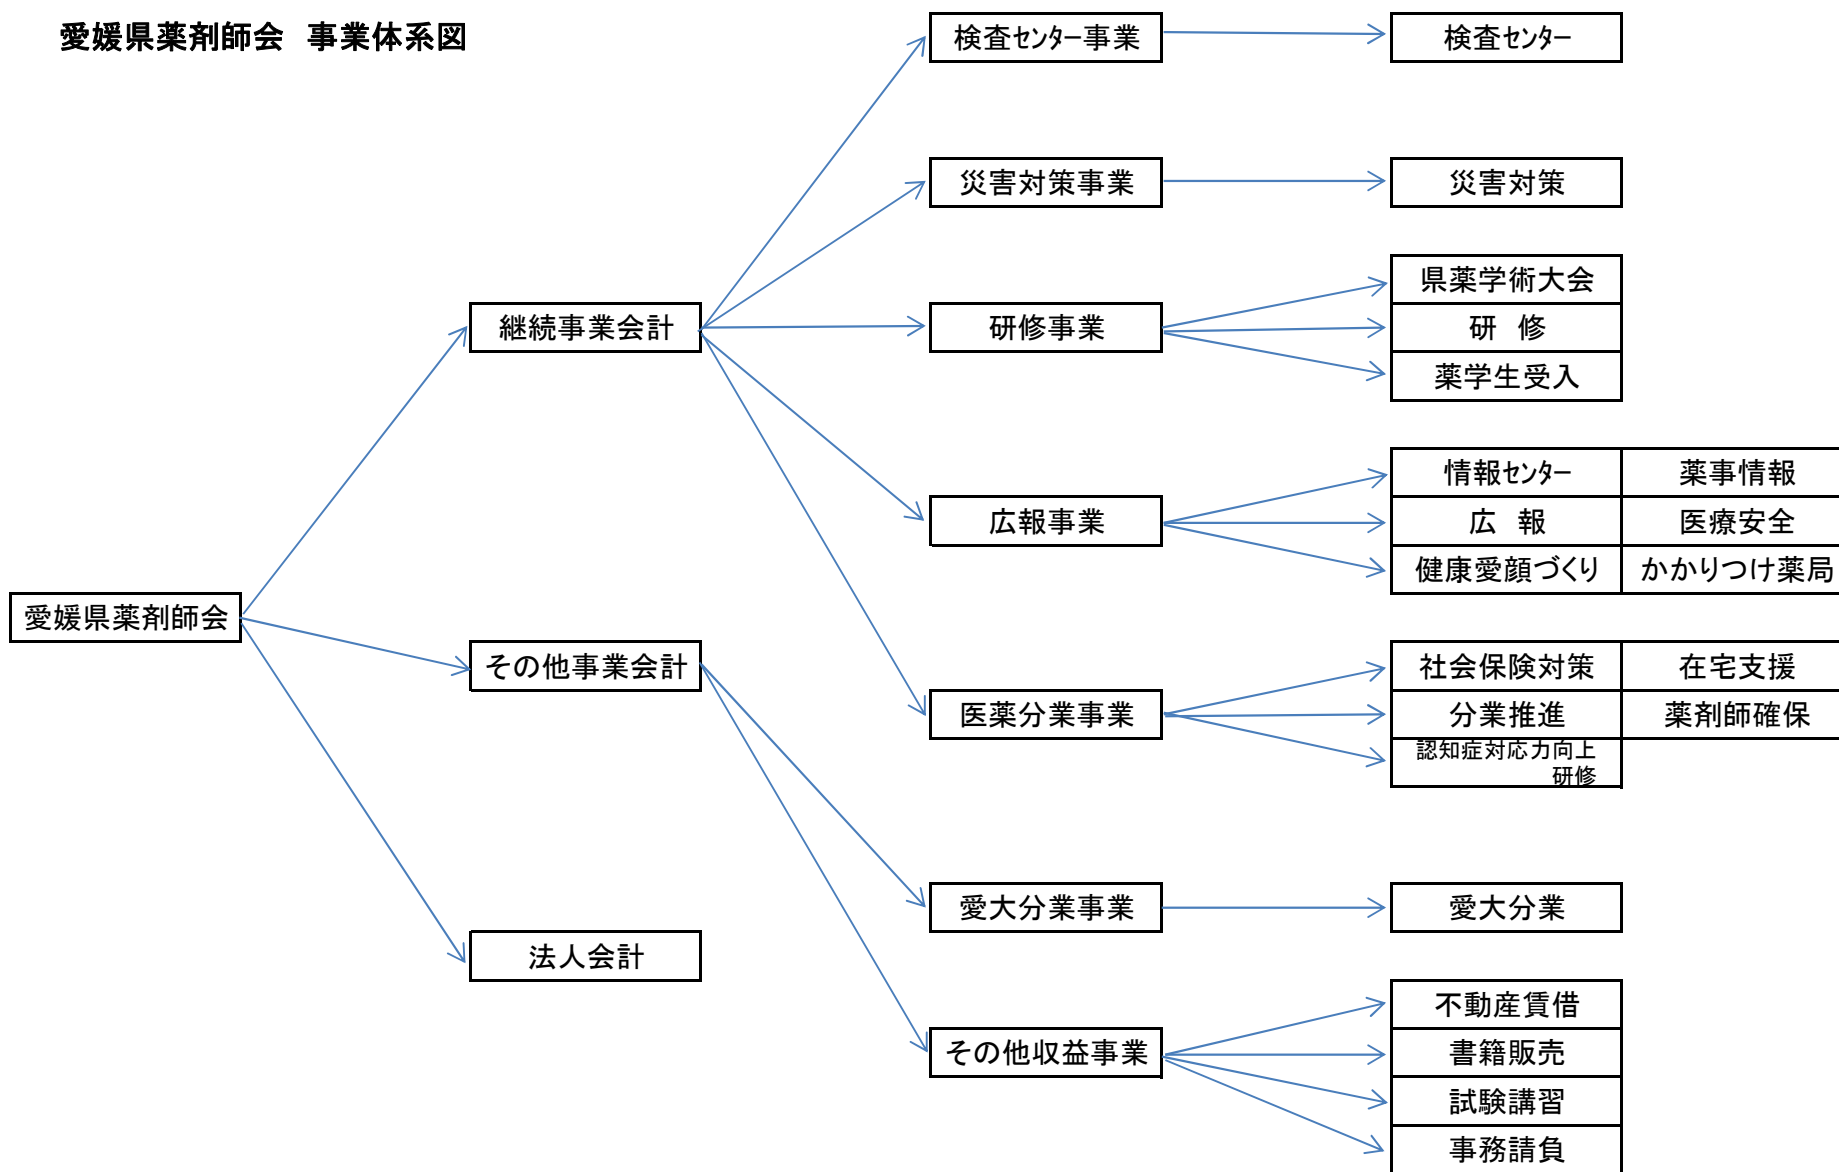 愛媛県薬剤師会　事業体系図
検査センター事業
検査センター
災害対策事業
災害対策
県薬学術大会
継続事業会計
研修事業
研　修
薬学生受入
情報センター
薬事情報
広報事業
広　報
医療安全
健康愛顔づくり
かかりつけ薬局
愛媛県薬剤師会
その他事業会計
社会保険対策
在宅支援
医薬分業事業
分業推進
薬剤師確保
認知症対応力向上
研修
愛大分業事業
愛大分業
法人会計
不動産賃借
その他収益事業
書籍販売
試験講習
事務請負